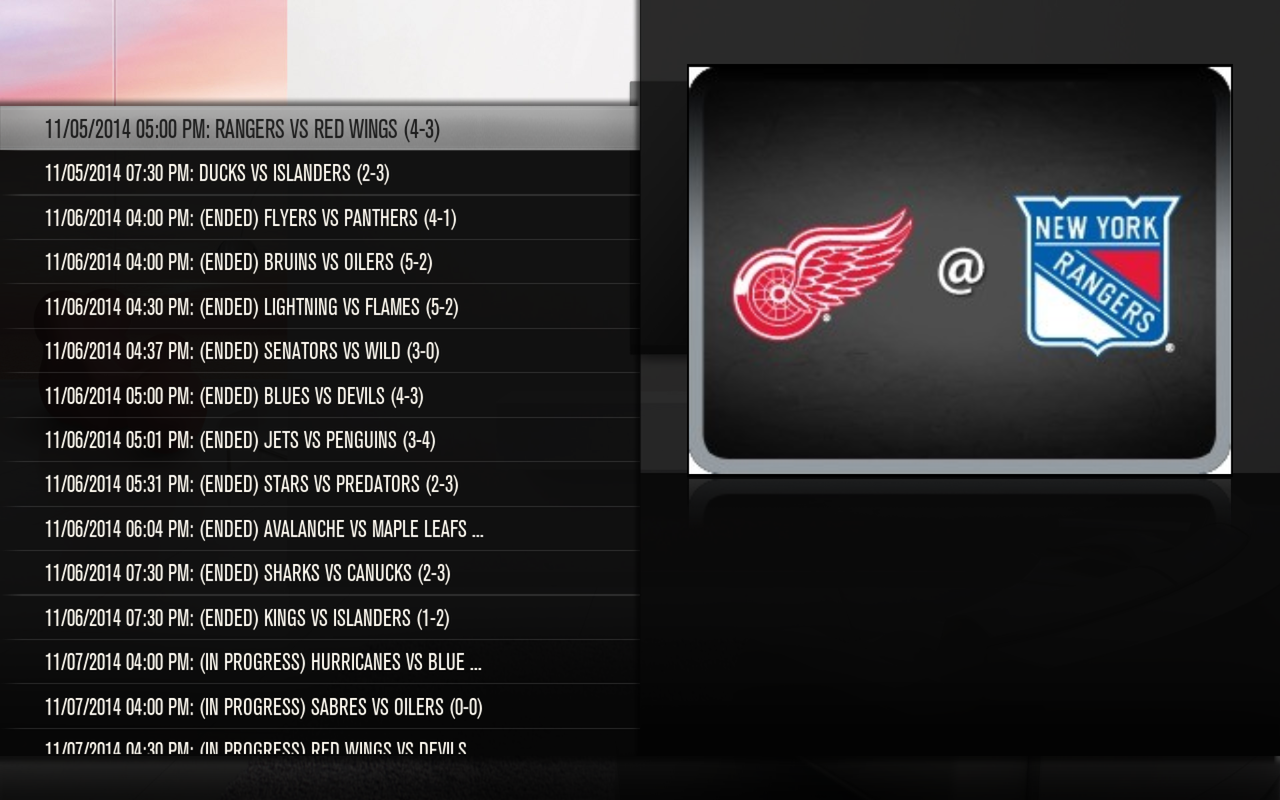 11/05/2014 05:00 PM: RANGERS VS RED WINGS (4-3)
11/05/2014 07:30 PM: DUCKS VS ISLANDERS (2-3)
11/06/2014 04:00 PM: (ENDED) FLYERS VS PANTHERS (4-1)
11/06/2014 04:00 PM: (ENDED) BRUINS VS OILERS (5-2)
11/06/2014 04:30 PM: (ENDED) LIGHTNING VS FLAMES (5-2)
11/06/2014 04:37 PM: (ENDED) SENATORS VS WILD (3-0)
11/06/2014 05:00 PM: (ENDED) BLUES VS DEVILS (4-3)
11/06/2014 05:01 PM: (ENDED) JETS VS PENGUINS (3-4)
11/06/2014 05:31 PM: (ENDED) STARS VS PREDATORS (2-3)
11/06/2014 06:04 PM: (ENDED) AVALANCHE VS MAPLE LEAFS ...
11/06/2014 07:30 PM: (ENDED) SHARKS VS CANUCKS (2-3)
11/06/2014 07:30 PM: (ENDED) KINGS VS ISLANDERS (1-2)
11/07/2014 04:00 PM: (IN PROGRESS) HURRICANES VS BLUE ...
11/07/2014 04:00 PM: (IN PROGRESS) SABRES VS OILERS (0-0)
11/07/2014 04:30 PM: (IN PROGRESS) RED WINGS VS DEVILS
@
NEW YORK
RANGERS
®
®